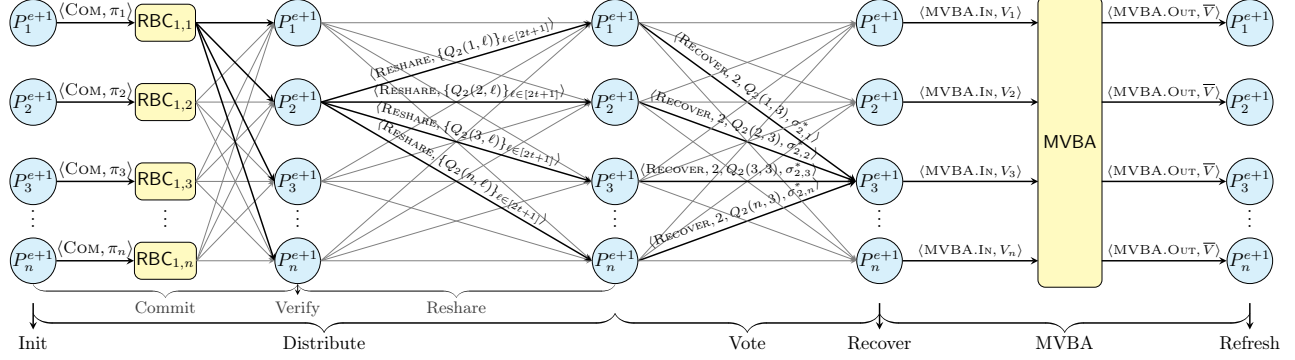 P_1^{e+1} ⟨COM, π_1⟩ RBC_{1,1} P_1^{e+1} P_1^{e+1} P_1^{e+1} ⟨MVBA.IN, V_1⟩ ⟨MVBA.OUT, \overline{V}⟩ P_1^{e+1}
⟨RESHARE, {Q_2(1, ℓ)}_{ℓ∈[2t+1]}⟩
⟨RECOVER, 2, Q_2(1, 3), σ^*_{2,1}⟩
P_2^{e+1} ⟨COM, π_2⟩ RBC_{1,2} P_2^{e+1} P_2^{e+1} P_2^{e+1} ⟨MVBA.IN, V_2⟩ ⟨MVBA.OUT, \overline{V}⟩ P_2^{e+1}
⟨RESHARE, {Q_2(2, ℓ)}_{ℓ∈[2t+1]}⟩
⟨RECOVER, 2, Q_2(2, 3), σ^*_{2,2}⟩
MVBA
⟨RESHARE, {Q_2(3, ℓ)}_{ℓ∈[2t+1]}⟩
P_3^{e+1} ⟨COM, π_3⟩ RBC_{1,3} P_3^{e+1} P_3^{e+1} P_3^{e+1} ⟨MVBA.IN, V_3⟩ ⟨MVBA.OUT, \overline{V}⟩ P_3^{e+1}
⟨RECOVER, 2, Q_2(3, 3), σ^*_{2,3}⟩
⟨RESHARE, {Q_2(n, ℓ)}_{ℓ∈[2t+1]}⟩
⟨RECOVER, 2, Q_2(n, 3), σ^*_{2,n}⟩
⋮ ⋮ ⋮ ⋮ ⋮ ⋮
P_n^{e+1} ⟨COM, π_n⟩ RBC_{1,n} P_n^{e+1} P_n^{e+1} P_n^{e+1} ⟨MVBA.IN, V_n⟩ ⟨MVBA.OUT, \overline{V}⟩ P_n^{e+1}
Commit Verify Reshare
Init Distribute Vote Recover MVBA Refresh